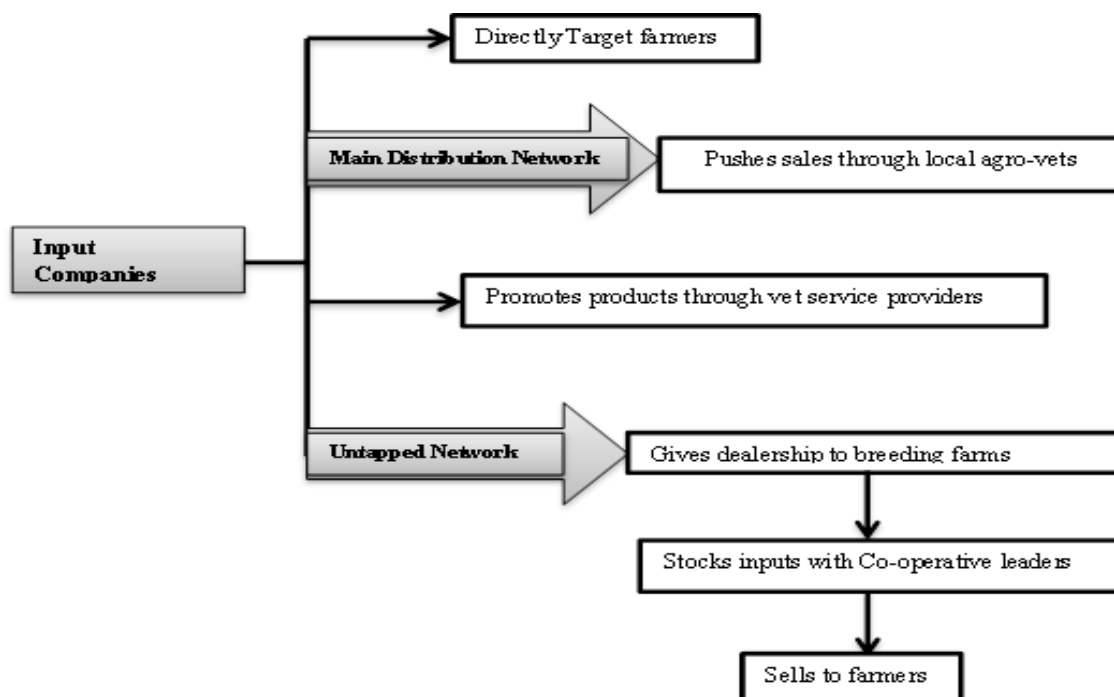 Directly Target farmers
Main Distribution Network
Pushes sales through local agro-vets
Input
Companies
Promotes products through vet service providers
Untapped Network
Gives dealership to breeding farms
Stocks inputs with Co-operative leaders
Sells to farmers